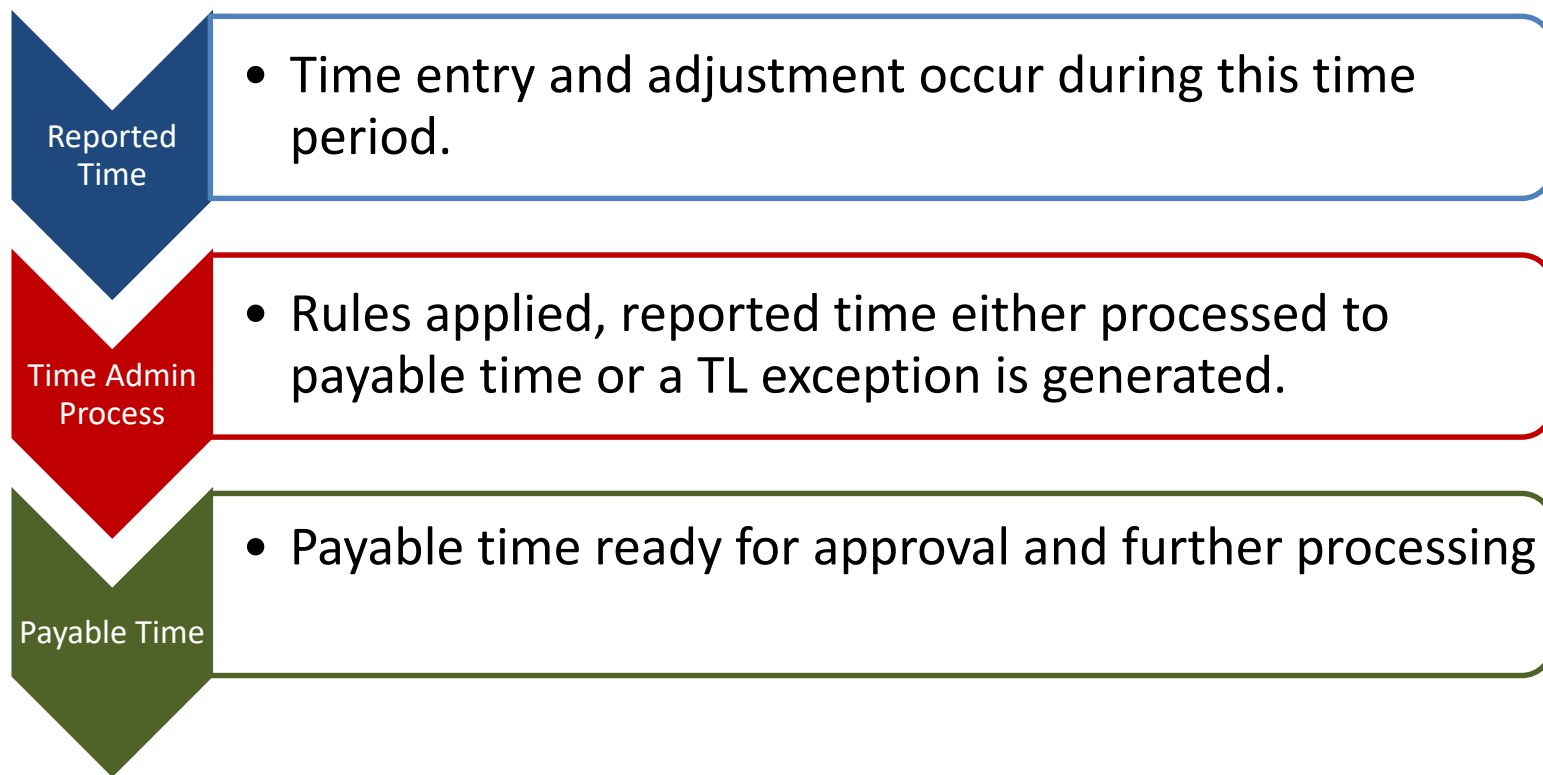 Reported
Time
• Time entry and adjustment occur during this time
period.
Time Admin
Process
• Rules applied, reported time either processed to
payable time or a TL exception is generated.
Payable Time
• Payable time ready for approval and further processing